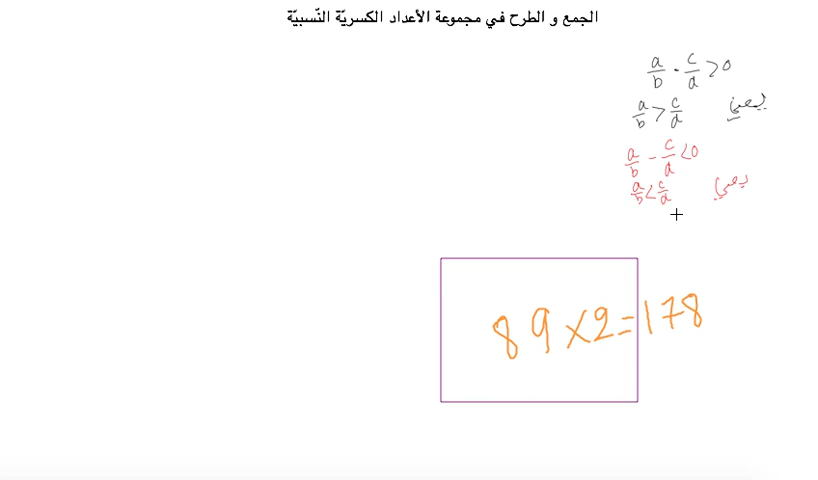 الجمع و الطرح في مجموعة الأعداد الكسريّة النّسبيّة
a/b - c/d > 0
يعني a/b > c/d
a/b - c/d < 0
يعني a/b < c/d
89 × 2 = 178